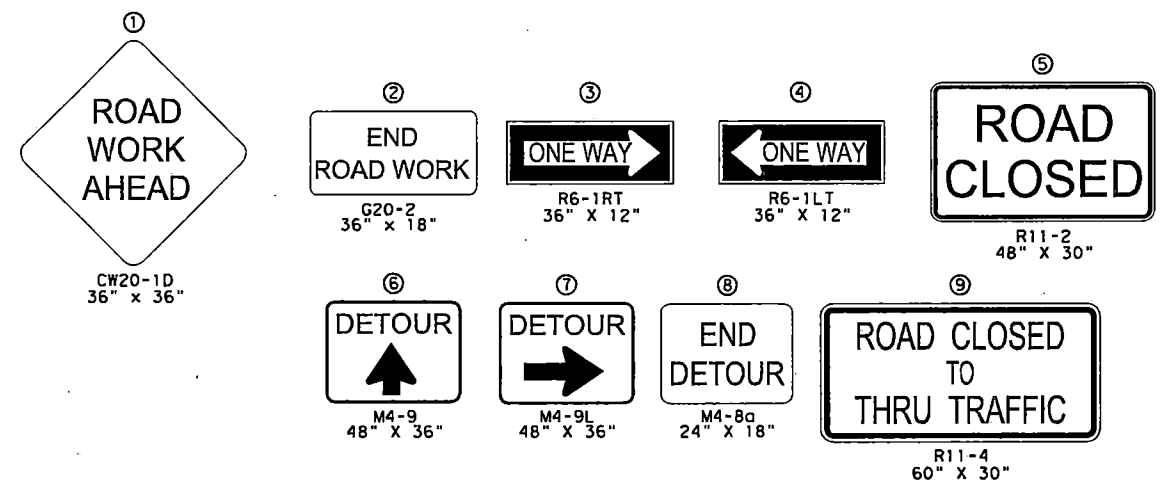 ①
ROAD
WORK
AHEAD
CW20-1D
36" x 36"
②
END
ROAD WORK
G20-2
36" x 18"
③
ONE WAY
R6-1RT
36" X 12"
④
ONE WAY
R6-1LT
36" X 12"
⑤
ROAD
CLOSED
R11-2
48" X 30"
⑥
DETOUR
M4-9
48" X 36"
⑦
DETOUR
M4-9L
48" X 36"
⑧
END
DETOUR
M4-8a
24" X 18"
⑨
ROAD CLOSED
TO
THRU TRAFFIC
R11-4
60" X 30"